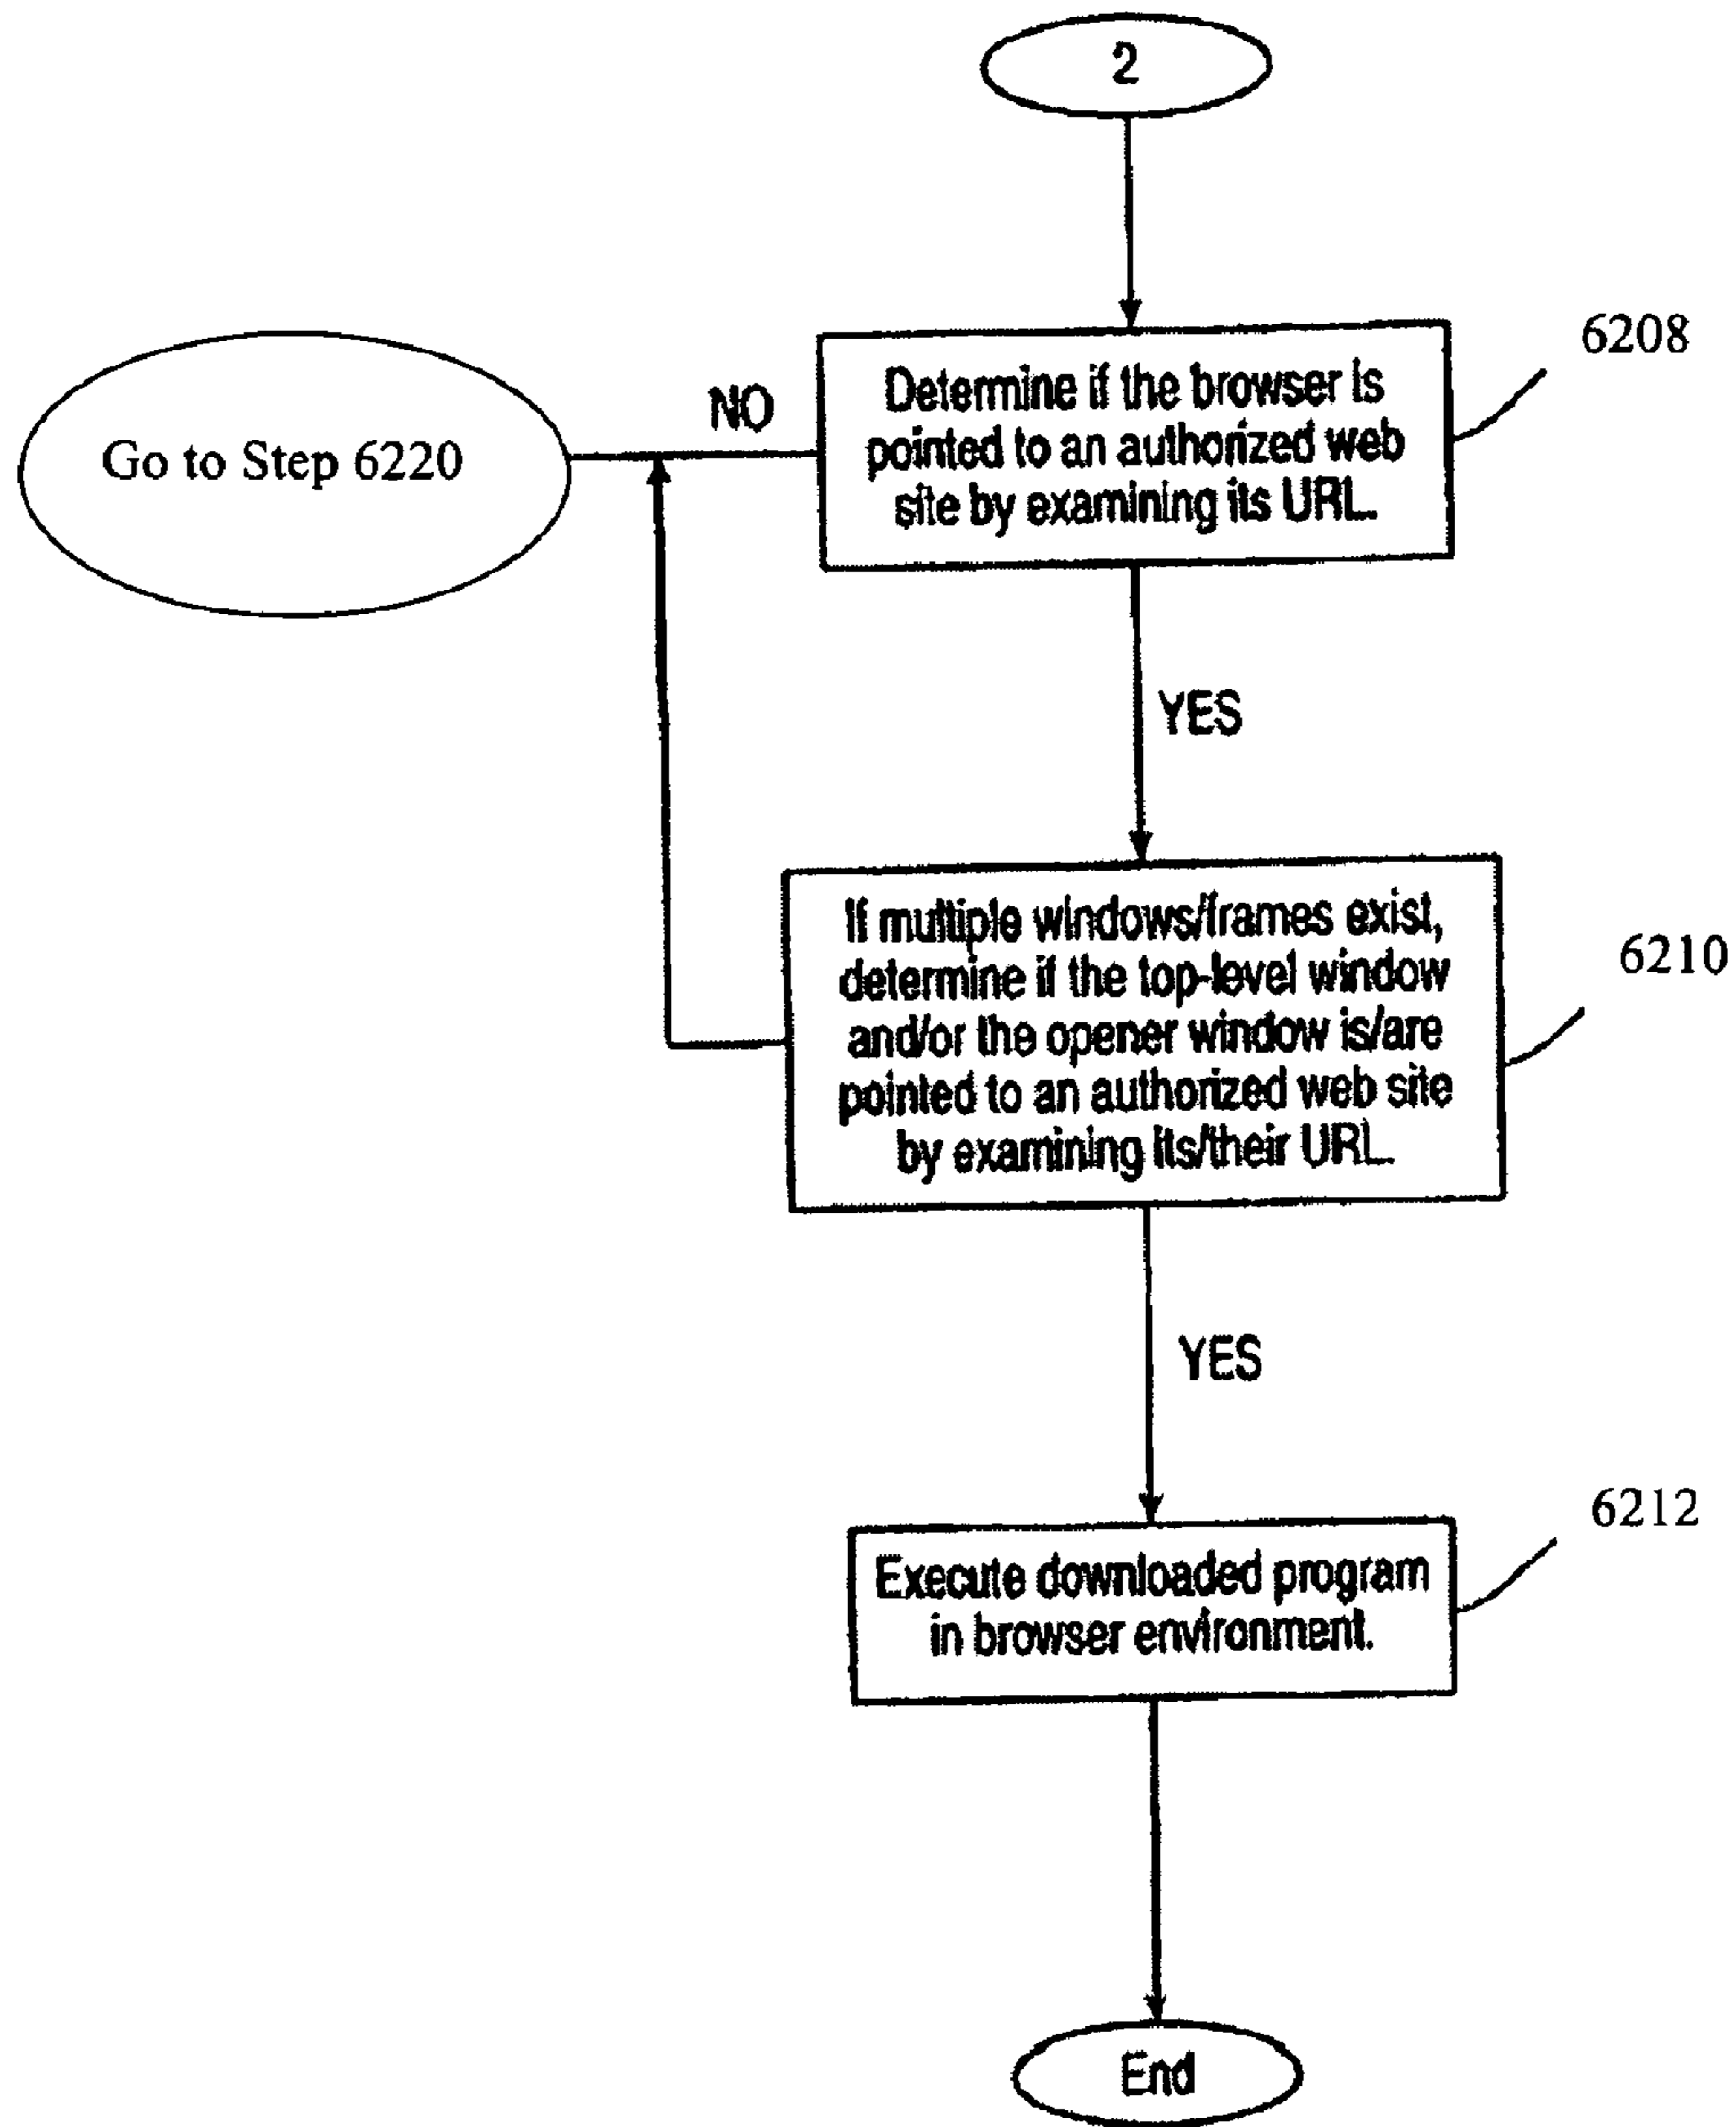 2
6208
Determine if the browser is
pointed to an authorized web
site by examining its URL.
NO
Go to Step 6220
YES
If multiple windows/frames exist,
determine if the top-level window
and/or the opener window is/are
pointed to an authorized web site
by examining its/their URL.
6210
YES
6212
Execute downloaded program
in browser environment.
End